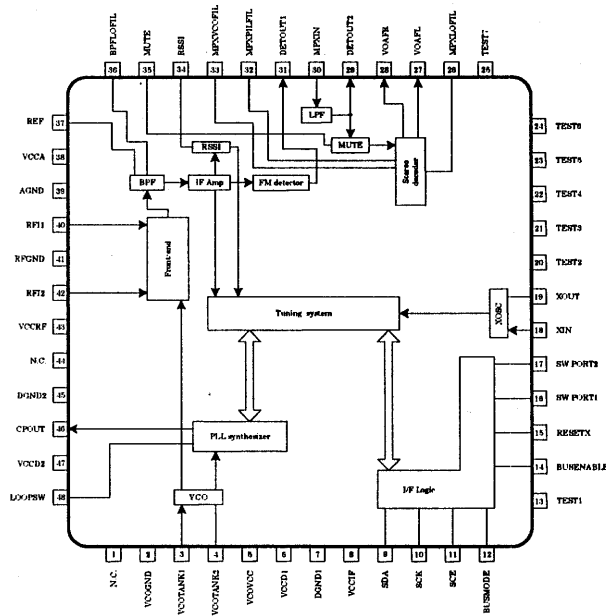 BPFLOFIL
MUTE
RSSI
MPXVCOFIL
MPXPILFIL
DETOUT1
MPXIN
DETOUT2
VOAFR
VOAFL
MPXLOFIL
TEST7
36 35 34 33 32 31 30 29 28 27 26 25
REF 37
VCCA 38
AGND 39
RFI1 40
RFGND 41
RFI2 42
VCCRF 43
N.C. 44
DGND2 45
CPOUT 46
VCCD2 47
LOOPSW 48
LPF
RSSI
MUTE
BPF
IF Amp
FM detector
Stereo
decoder
Front-end
Tuning system
XOSC
PLL synthesizer
VCO
I/F Logic
24 TEST6
23 TEST5
22 TEST4
21 TEST3
20 TEST2
19 XOUT
18 XIN
17 SW PORT2
16 SW PORT1
15 RESETX
14 BUSENABLE
13 TEST1
1 2 3 4 5 6 7 8 9 10 11 12
N.C.
VCOGND
VCOTANK1
VCOTANK2
VCOVCC
VCCD1
DGND1
VCCIF
SDA
SCK
SCE
BUSMODE